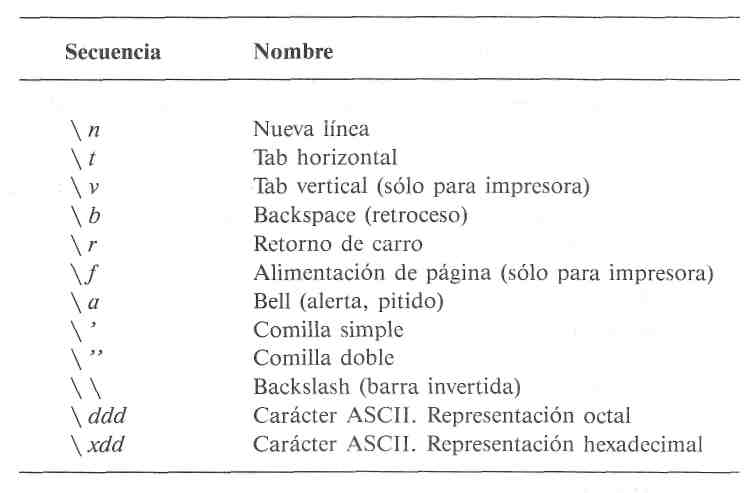 Secuencia Nombre
\ n Nueva línea
\ t Tab horizontal
\ v Tab vertical (sólo para impresora)
\ b Backspace (retroceso)
\ r Retorno de carro
\ f Alimentación de página (sólo para impresora)
\ a Bell (alerta, pitido)
\ ’ Comilla simple
\ ’’ Comilla doble
\ \ Backslash (barra invertida)
\ ddd Carácter ASCII. Representación octal
\ xdd Carácter ASCII. Representación hexadecimal